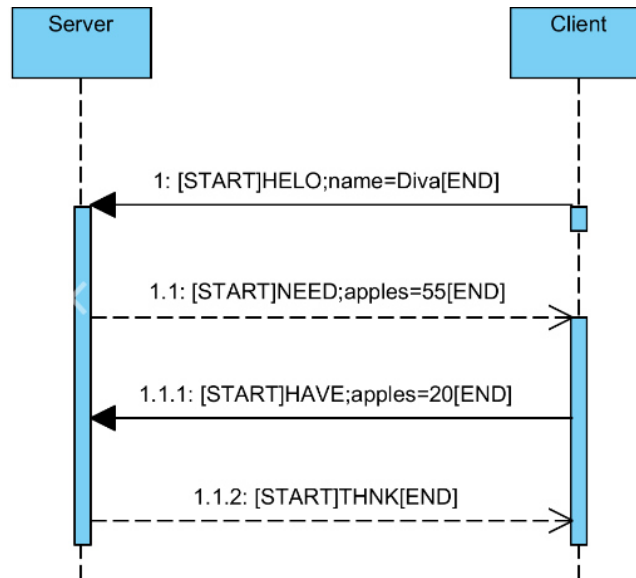 Server
Client
1: [START]HELO;name=Diva[END]
1.1: [START]NEED;apples=55[END]
1.1.1: [START]HAVE;apples=20[END]
1.1.2: [START]THNK[END]